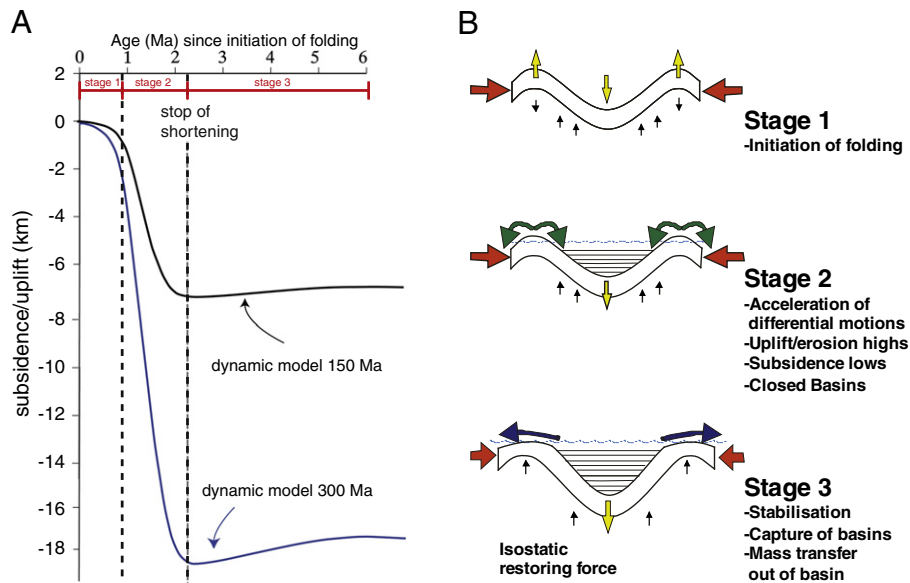 A
Age (Ma) since initiation of folding
0 1 2 3 4 5 6
stage 1 stage 2 stage 3
stop of
shortening
subsidence/uplift (km)
2
0
-2
-4
-6
-8
-10
-12
-14
-16
-18
dynamic model 150 Ma
dynamic model 300 Ma
B
Stage 1
-Initiation of folding
Stage 2
-Acceleration of
differential motions
-Uplift/erosion highs
-Subsidence lows
-Closed Basins
Stage 3
-Stabilisation
-Capture of basins
-Mass transfer
out of basin
Isostatic
restoring force